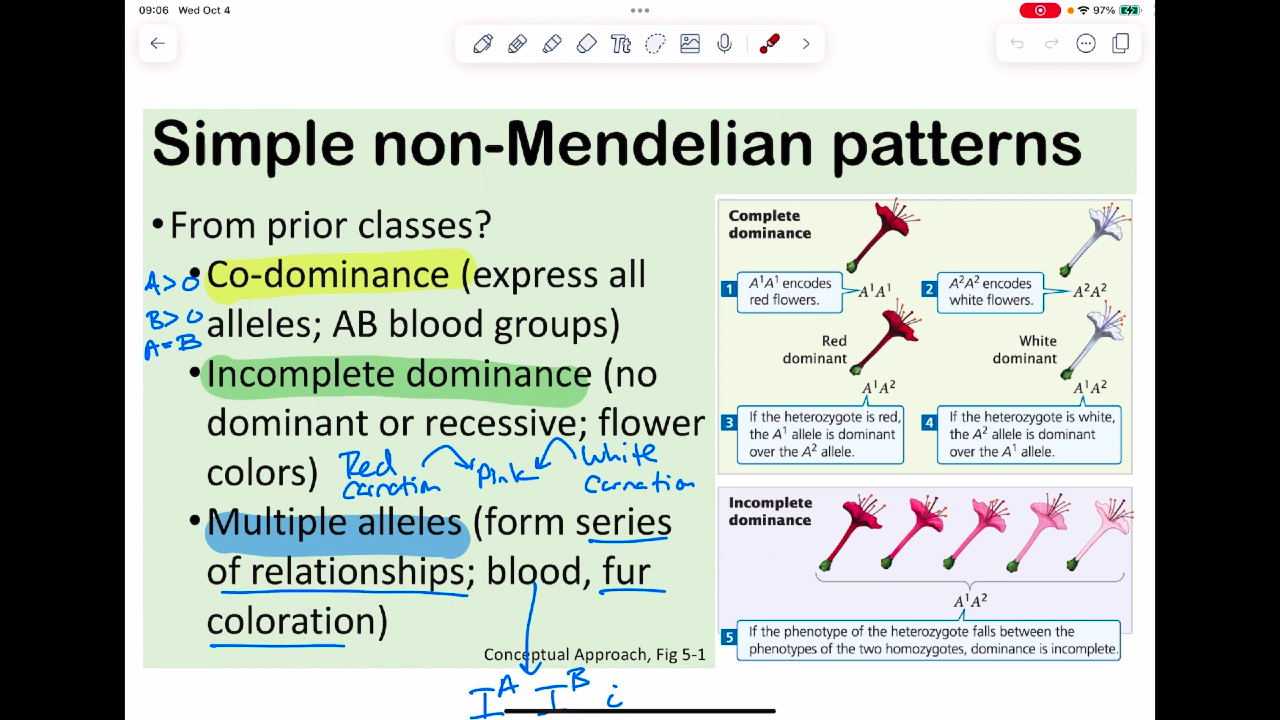 09:06 Wed Oct 4
97%
Tt
Simple non-Mendelian patterns
•From prior classes?
•Co-dominance (express all
alleles; AB blood groups)
A>O
B>O
A=B
•Incomplete dominance (no
dominant or recessive; flower
colors)
Red
carnation
Pink
White
Carnation
•Multiple alleles (form series
of relationships; blood, fur
coloration)
Conceptual Approach, Fig 5-1
I^A I^B i
Complete
dominance
1 A¹A¹ encodes
red flowers.
A¹A¹
2 A²A² encodes
white flowers.
A²A²
Red
dominant
A¹A²
White
dominant
A¹A²
3 If the heterozygote is red,
the A¹ allele is dominant
over the A² allele.
4 If the heterozygote is white,
the A² allele is dominant
over the A¹ allele.
Incomplete
dominance
A¹A²
5 If the phenotype of the heterozygote falls between the
phenotypes of the two homozygotes, dominance is incomplete.